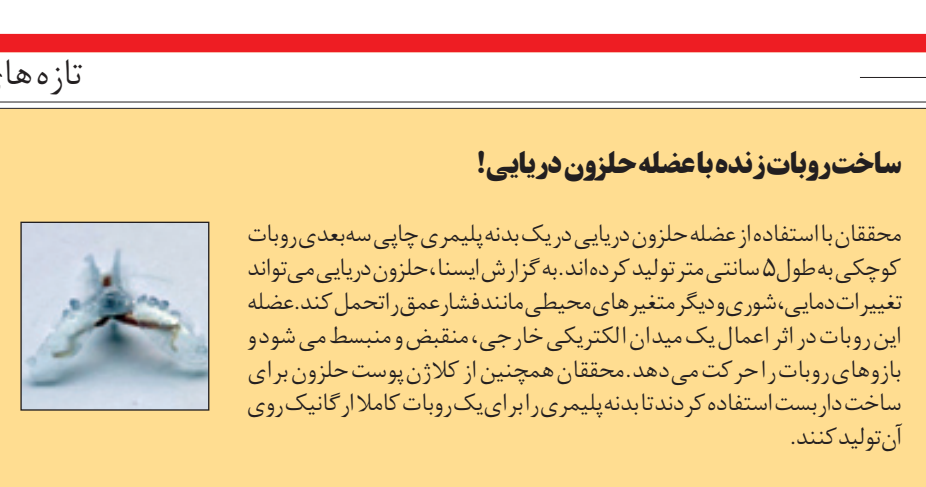 تازه‌های
ساخت روبات زنده با عضله حلزون دریایی!
محققان با استفاده از عضله حلزون دریایی در یک بدنه پلیمری چاپی سه‌بعدی روبات
کوچکی به طول ۵ سانتی متر تولید کرده‌اند. به گزارش ایسنا، حلزون دریایی می‌تواند
تغییرات دمایی، شوری و دیگر متغیرهای محیطی مانند فشار عمق را تحمل کند. عضله
این روبات در اثر اعمال یک میدان الکتریکی خارجی، منقبض و منبسط می شود و
بازوهای روبات را حرکت می دهد. محققان همچنین از کلاژن پوست حلزون برای
ساخت داربست استفاده کردند تا بدنه پلیمری را برای یک روبات کاملا ارگانیک روی
آن تولید کنند.